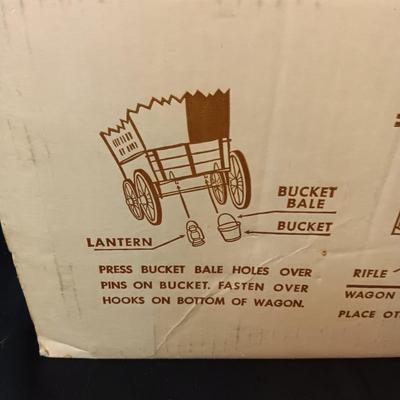 BUCKET
BALE
BUCKET
LANTERN
PRESS BUCKET BALE HOLES OVER
PINS ON BUCKET. FASTEN OVER
HOOKS ON BOTTOM OF WAGON.
RIFLE
WAGON
PLACE